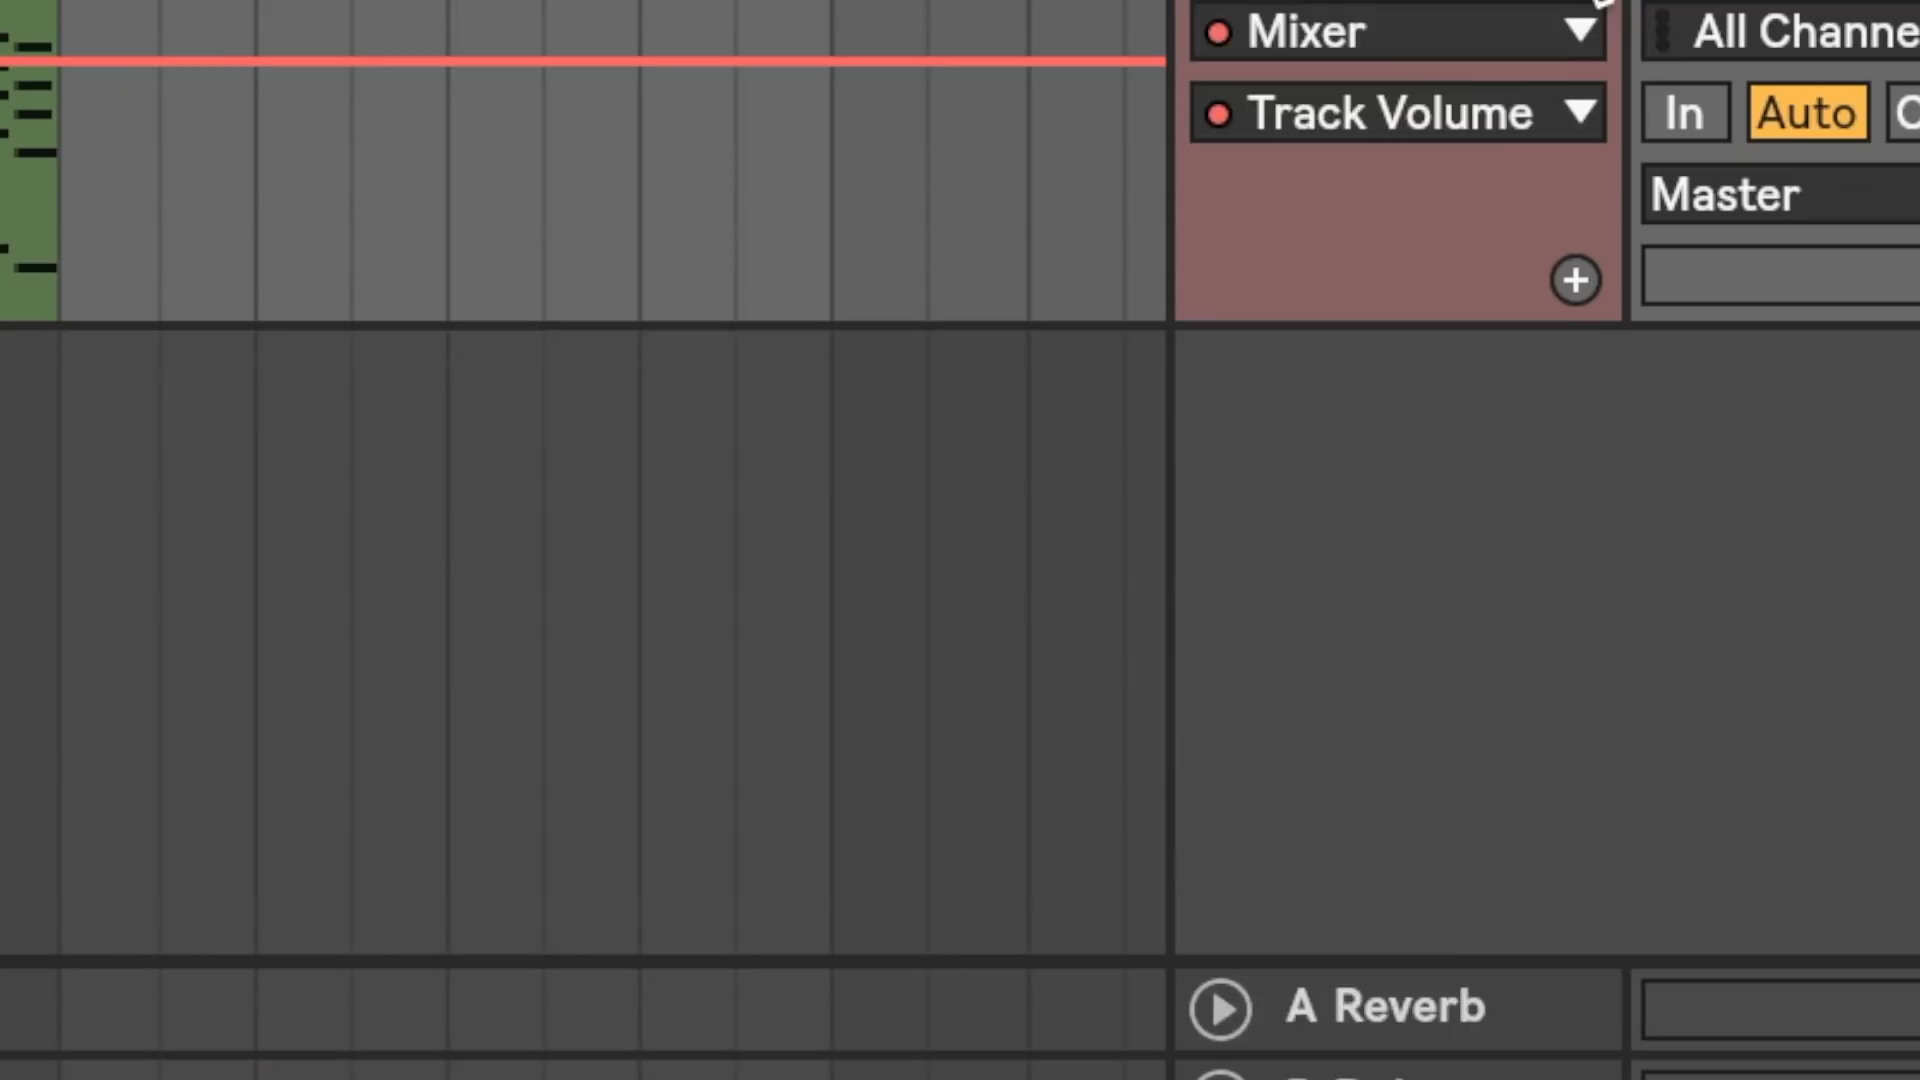 Mixer
All Channe
Track Volume
In
Auto
Master
A Reverb